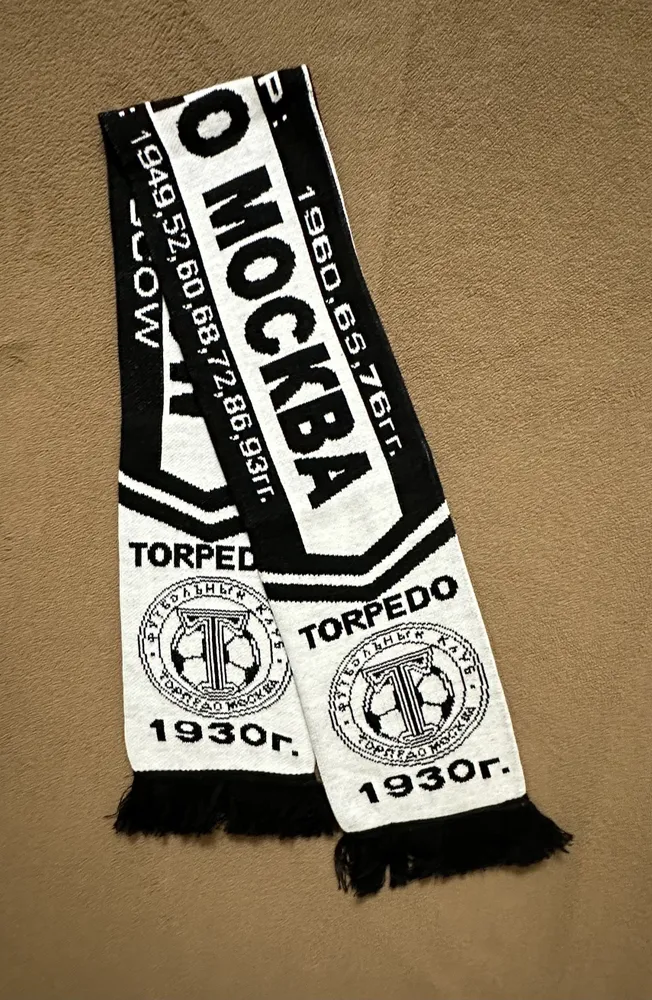 О МОСКВА
Р:
1960,65,76гг.
:
1949,52,60,68,72,86,93гг.
TORPEDO
ФУТБОЛЬНЫЙ КЛУБ
ТОРПЕДО МОСКВА
1930г.
TORPED
ФУТБОЛЬНЫЙ КЛУБ
ТОРПЕДО МОСКВА
1930г.